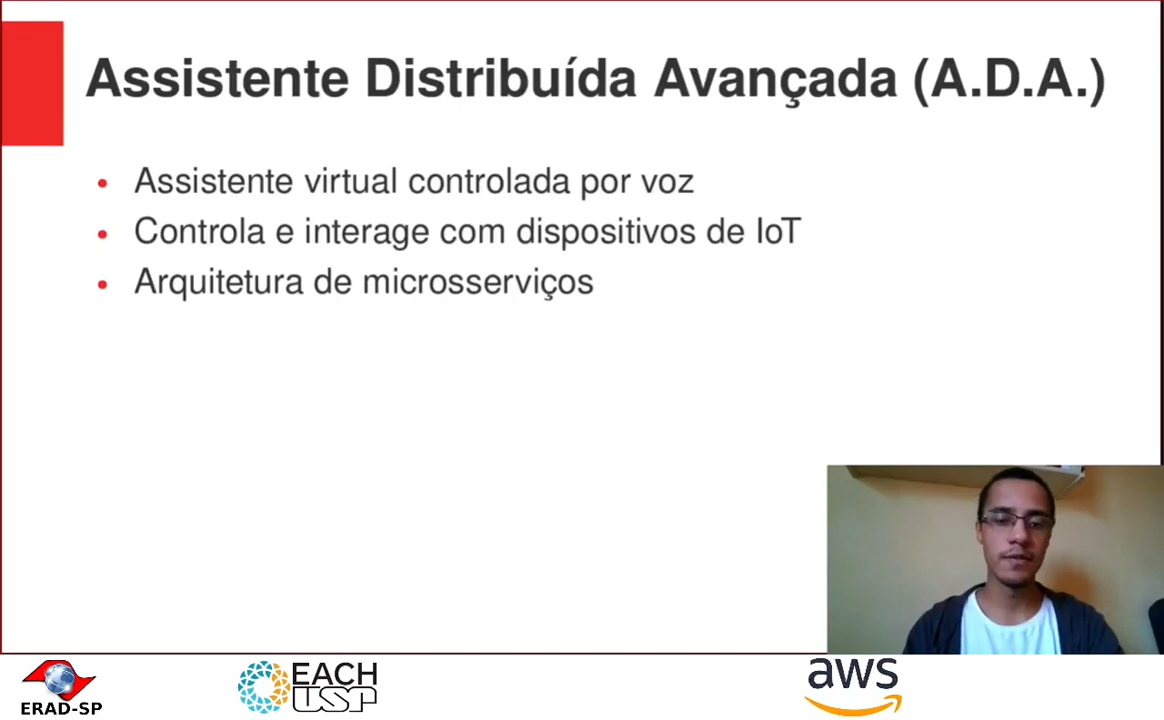 Assistente Distribuída Avançada (A.D.A.)
Assistente virtual controlada por voz
Controla e interage com dispositivos de IoT
Arquitetura de microsserviços
ERAD-SP
EACH
USP
aws